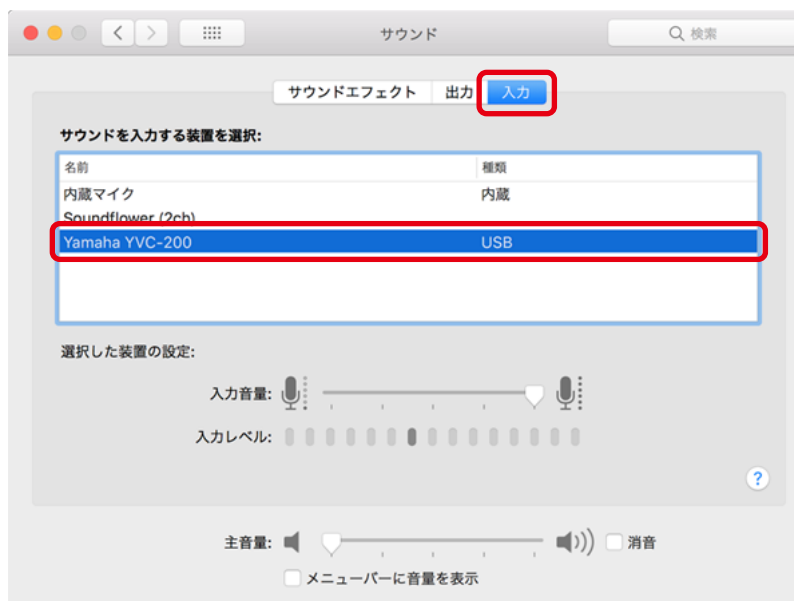 サウンド
検索
サウンドエフェクト 出力 入力
サウンドを入力する装置を選択:
名前 種類
内蔵マイク 内蔵
Soundflower (2ch)
Yamaha YVC-200 USB
選択した装置の設定:
入力音量:
入力レベル:
?
主音量: 消音
メニューバーに音量を表示